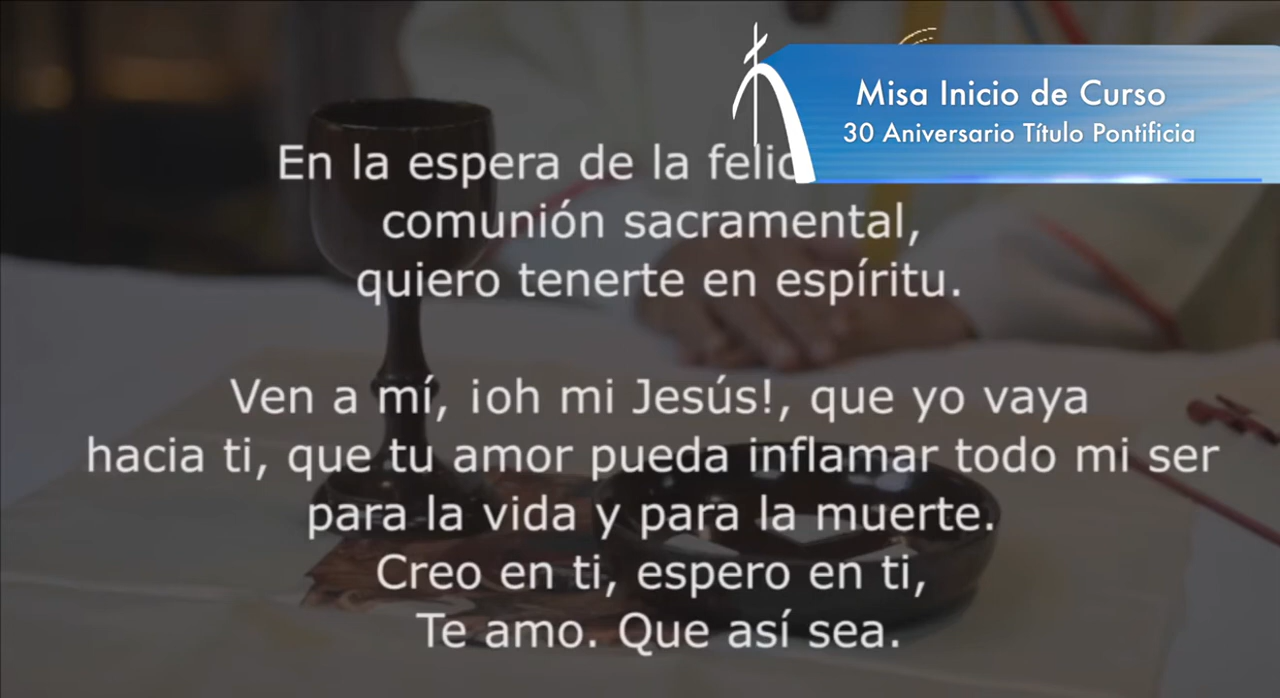 Misa Inicio de Curso
30 Aniversario Título Pontificia
En la espera de la
comunión sacramental,
quiero tenerte en espíritu.
Ven a mí, ¡oh mi Jesús!, que yo vaya
hacia ti, que tu amor pueda inflamar todo mi ser
para la vida y para la muerte.
Creo en ti, espero en ti,
Te amo. Que así sea.